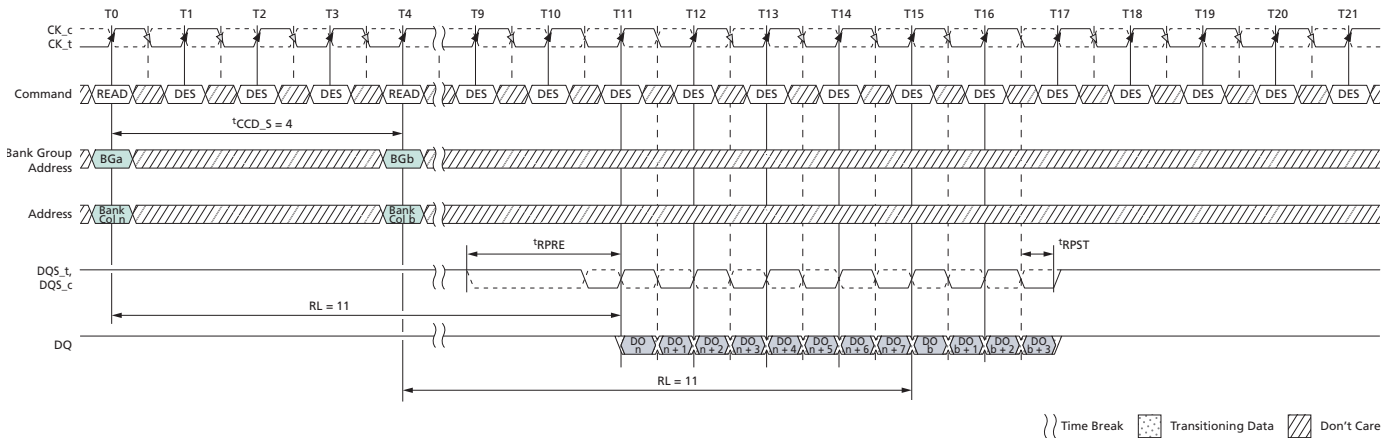 T0 T1 T2 T3 T4 T9 T10 T11 T12 T13 T14 T15 T16 T17 T18 T19 T20 T21
CK_c
CK_t
Command READ DES DES DES READ DES DES DES DES DES DES DES DES DES DES DES DES DES
tCCD_S = 4
Bank Group
Address
BGa BGb
Address
Bank
Col n
Bank
Col b
tRPRE tRPST
DQS_t,
DQS_c
RL = 11
DQ
DO
n
DO
n + 1
DO
n + 2
DO
n + 3
DO
n + 4
DO
n + 5
DO
n + 6
DO
n + 7
DO
b
DO
b + 1
DO
b + 2
DO
b + 3
RL = 11
Time Break Transitioning Data Don't Care